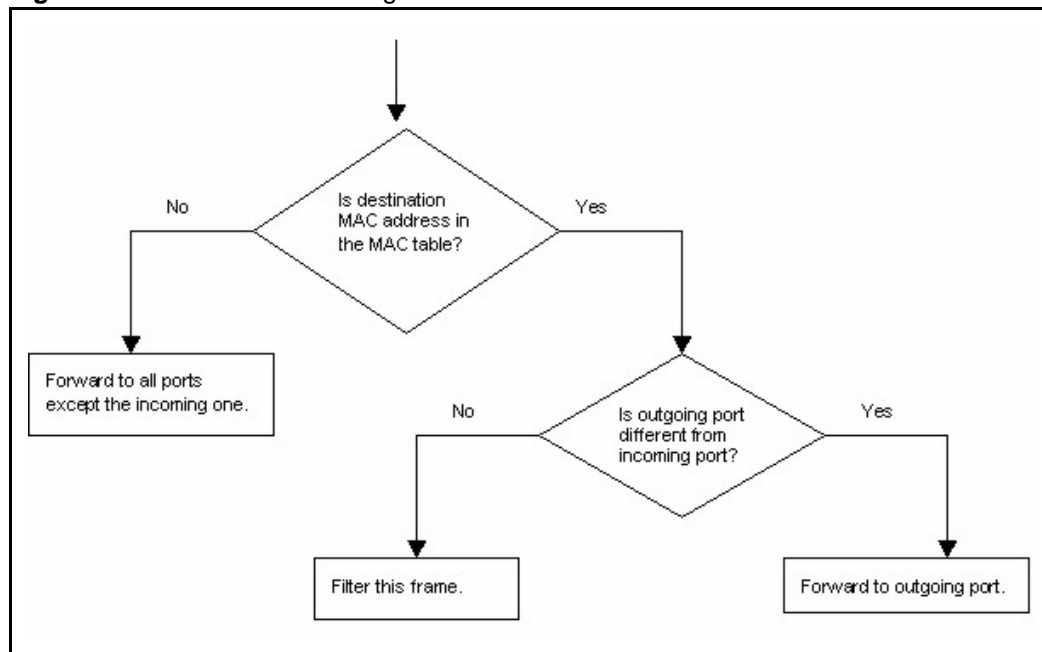 No
Is destination
MAC address in
the MAC table?
Yes
Forward to all ports
except the incoming one.
No
Is outgoing port
different from
incoming port?
Yes
Filter this frame.
Forward to outgoing port.